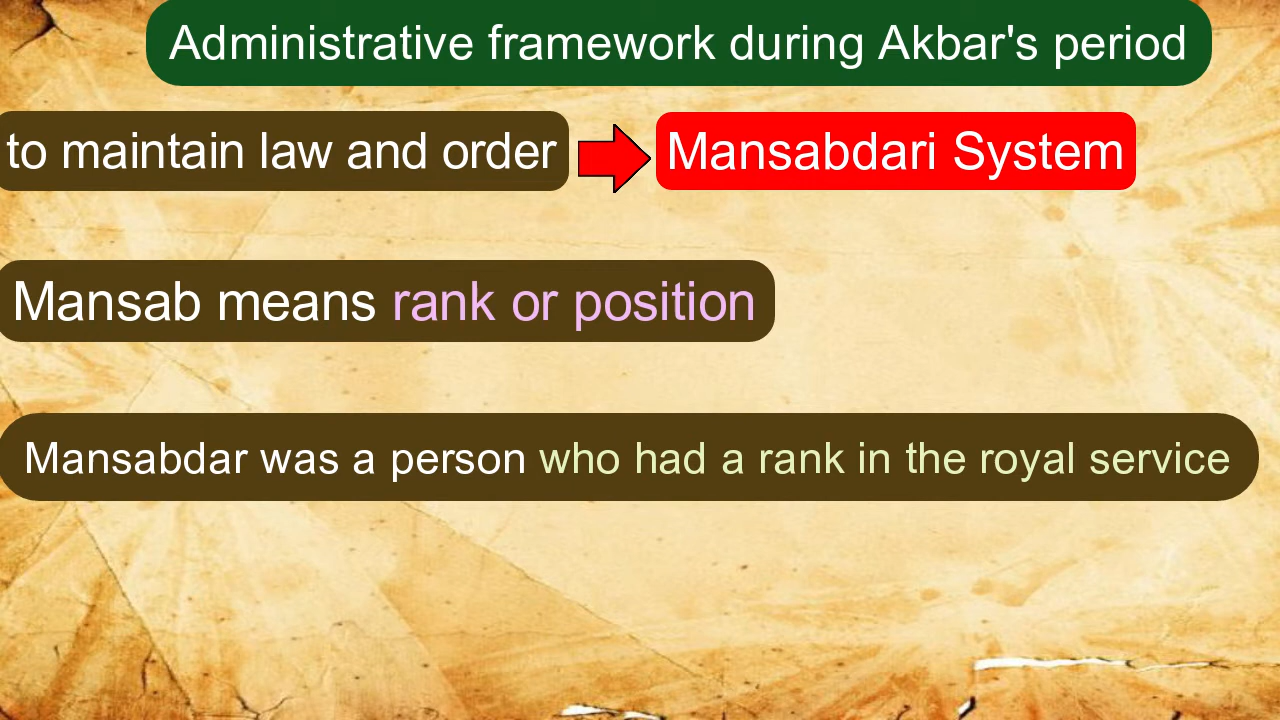 Administrative framework during Akbar's period
to maintain law and order Mansabdari System
Mansab means rank or position
Mansabdar was a person who had a rank in the royal service